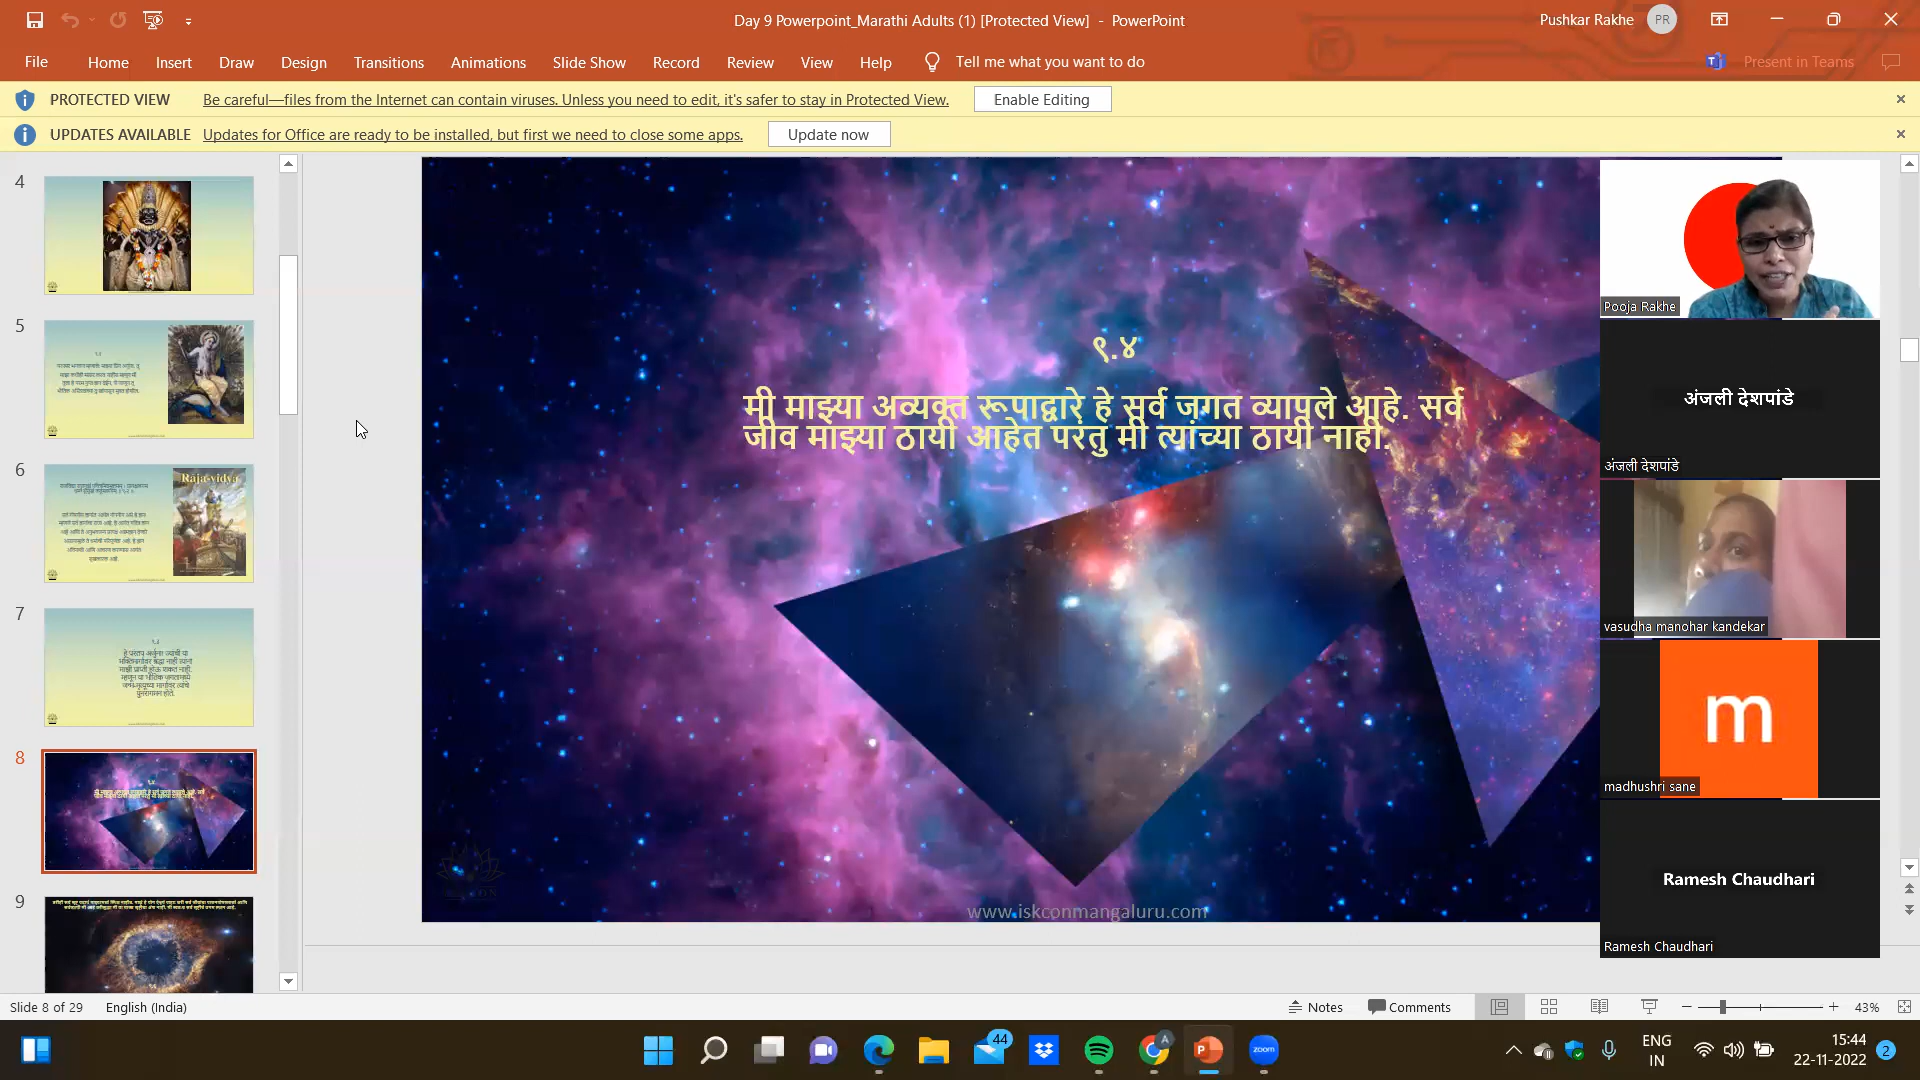 Day 9 Powerpoint_Marathi Adults (1) [Protected View] - PowerPoint
Pushkar Rakhe PR
File Home Insert Draw Design Transitions Animations Slide Show Record Review View Help Tell me what you want to do
Present in Teams
PROTECTED VIEW Be careful—files from the Internet can contain viruses. Unless you need to edit, it's safer to stay in Protected View. Enable Editing
UPDATES AVAILABLE Updates for Office are ready to be installed, but first we need to close some apps. Update now
4
5
6
Raja-vidya
7
8
9
९.४
मी माझ्या अव्यक्त रूपाद्वारे हे सर्व जगत व्यापले आहे. सर्व
जीव माझ्या ठायी आहेत परंतु मी त्यांच्या ठायी नाही.
www.iskconmangaluru.com
Pooja Rakhe
अंजली देशपांडे
अंजली देशपांडे
vasudha manohar kandekar
m
madhushri sane
Ramesh Chaudhari
Ramesh Chaudhari
Slide 8 of 29 English (India)
Notes Comments 43%
44
A
P
zoom
ENG
IN
15:44
22-11-2022
2